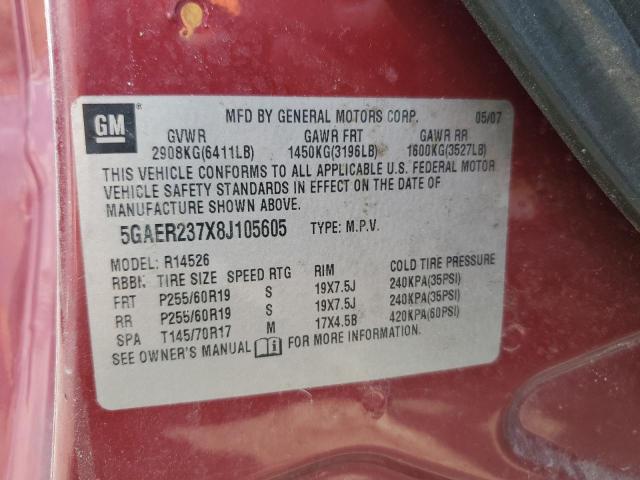 GM
MFD BY GENERAL MOTORS CORP. 05/07
GVWR GAWR FRT GAWR RR
2908KG(6411LB) 1450KG(3196LB) 1600KG(3527LB)
THIS VEHICLE CONFORMS TO ALL APPLICABLE U.S. FEDERAL MOTOR
VEHICLE SAFETY STANDARDS IN EFFECT ON THE DATE OF
MANUFACTURE SHOWN ABOVE.
5GAER237X8J105605 TYPE: M.P.V.
MODEL: R14526
RBBN TIRE SIZE SPEED RTG RIM COLD TIRE PRESSURE
FRT P255/60R19 S 19X7.5J 240KPA(35PSI)
RR P255/60R19 S 19X7.5J 240KPA(35PSI)
SPA T145/70R17 M 17X4.5B 420KPA(60PSI)
SEE OWNER'S MANUAL FOR MORE INFORMATION.